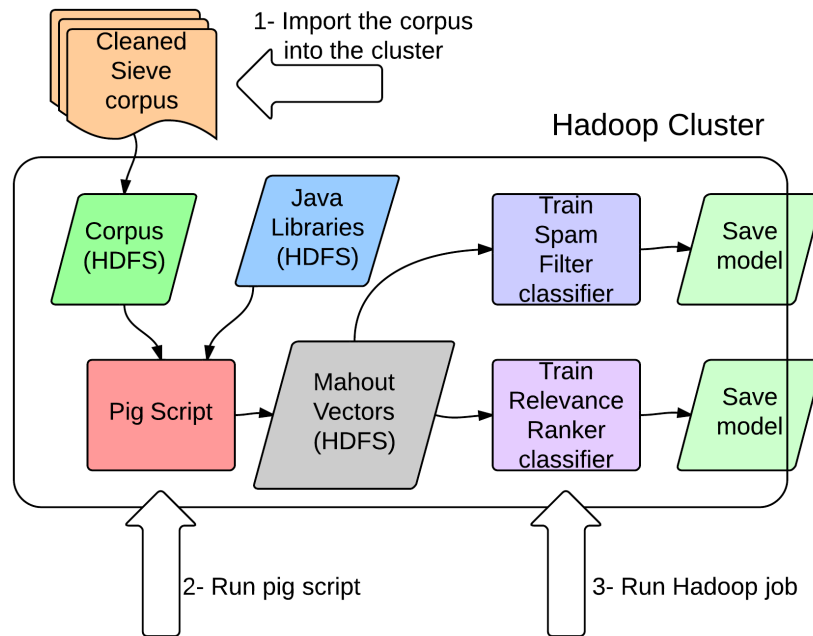 1- Import the corpus
into the cluster
Cleaned
Sieve
corpus
Hadoop Cluster
Corpus
(HDFS)
Java
Libraries
(HDFS)
Train
Spam
Filter
classifier
Save
model
Pig Script
Mahout
Vectors
(HDFS)
Train
Relevance
Ranker
classifier
Save
model
2- Run pig script
3- Run Hadoop job